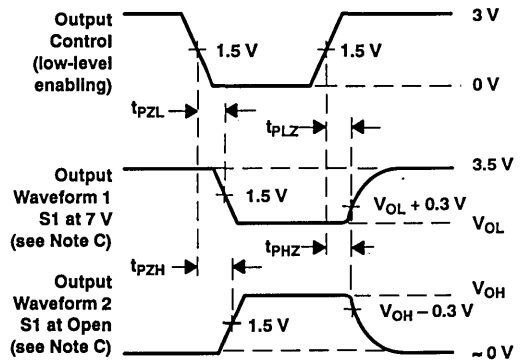 Output
Control
(low-level
enabling)
1.5 V
1.5 V
3 V
0 V
tPZL
tPLZ
Output
Waveform 1
S1 at 7 V
(see Note C)
1.5 V
3.5 V
VOL + 0.3 V
VOL
tPZH
tPHZ
Output
Waveform 2
S1 at Open
(see Note C)
1.5 V
VOH
VOH − 0.3 V
~ 0 V